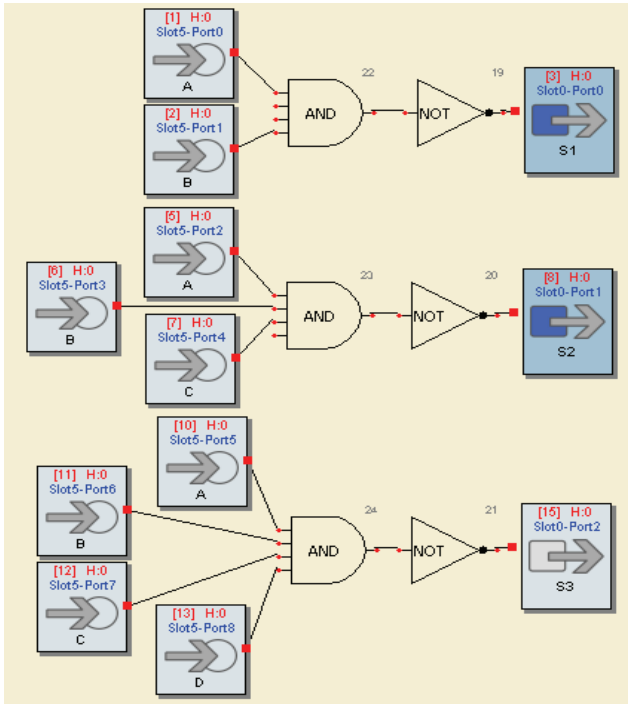 [1] H:0
Slot5-Port0
A
22
19
[3] H:0
Slot0-Port0
AND
NOT
S1
[2] H:0
Slot5-Port1
B
[5] H:0
Slot5-Port2
A
[6] H:0
Slot5-Port3
B
23
20
[8] H:0
Slot0-Port1
AND
NOT
S2
[7] H:0
Slot5-Port4
C
[10] H:0
Slot5-Port5
A
[11] H:0
Slot5-Port6
B
24
21
[15] H:0
Slot0-Port2
AND
NOT
S3
[12] H:0
Slot5-Port7
C
[13] H:0
Slot5-Port8
D